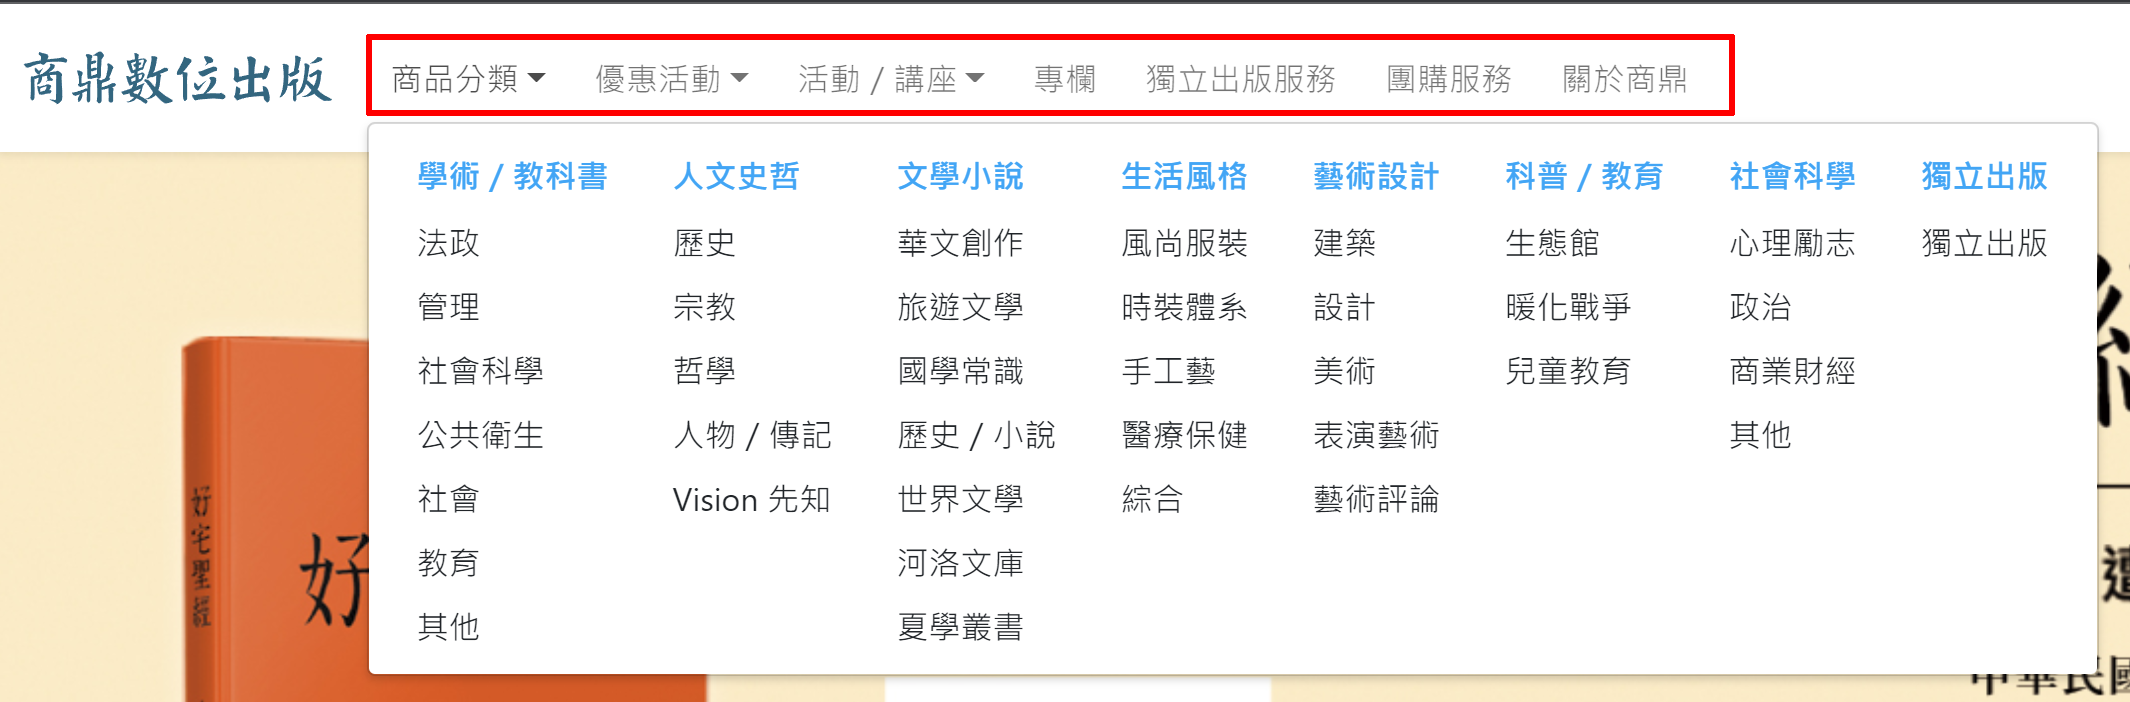 商鼎數位出版
商品分類 優惠活動 活動 / 講座 專欄 獨立出版服務 團購服務 關於商鼎
學術 / 教科書 人文史哲 文學小說 生活風格 藝術設計 科普 / 教育 社會科學 獨立出版
法政 歷史 華文創作 風尚服裝 建築 生態館 心理勵志 獨立出版
管理 宗教 旅遊文學 時裝體系 設計 暖化戰爭 政治
社會科學 哲學 國學常識 手工藝 美術 兒童教育 商業財經
公共衛生 人物 / 傳記 歷史 / 小說 醫療保健 表演藝術 其他
社會 Vision 先知 世界文學 綜合 藝術評論
教育 河洛文庫
其他 夏學叢書
好宅聖經
好
中華民國